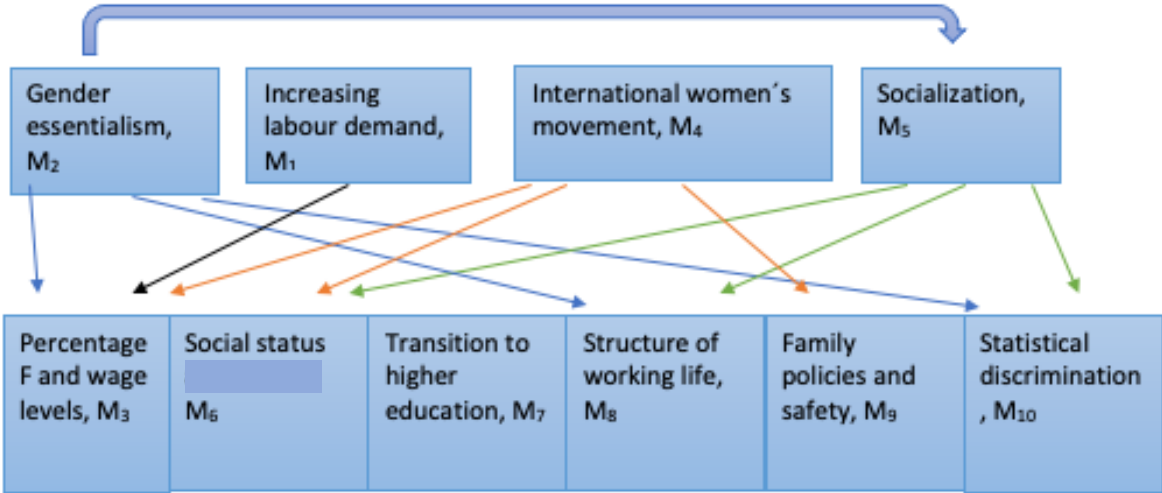 Gender
essentialism,
M₂
Increasing
labour demand,
M₁
International women´s
movement, M₄
Socialization,
M₅
Percentage
F and wage
levels, M₃
Social status
M₆
Transition to
higher
education, M₇
Structure of
working life,
M₈
Family
policies and
safety, M₉
Statistical
discrimination
, M₁₀